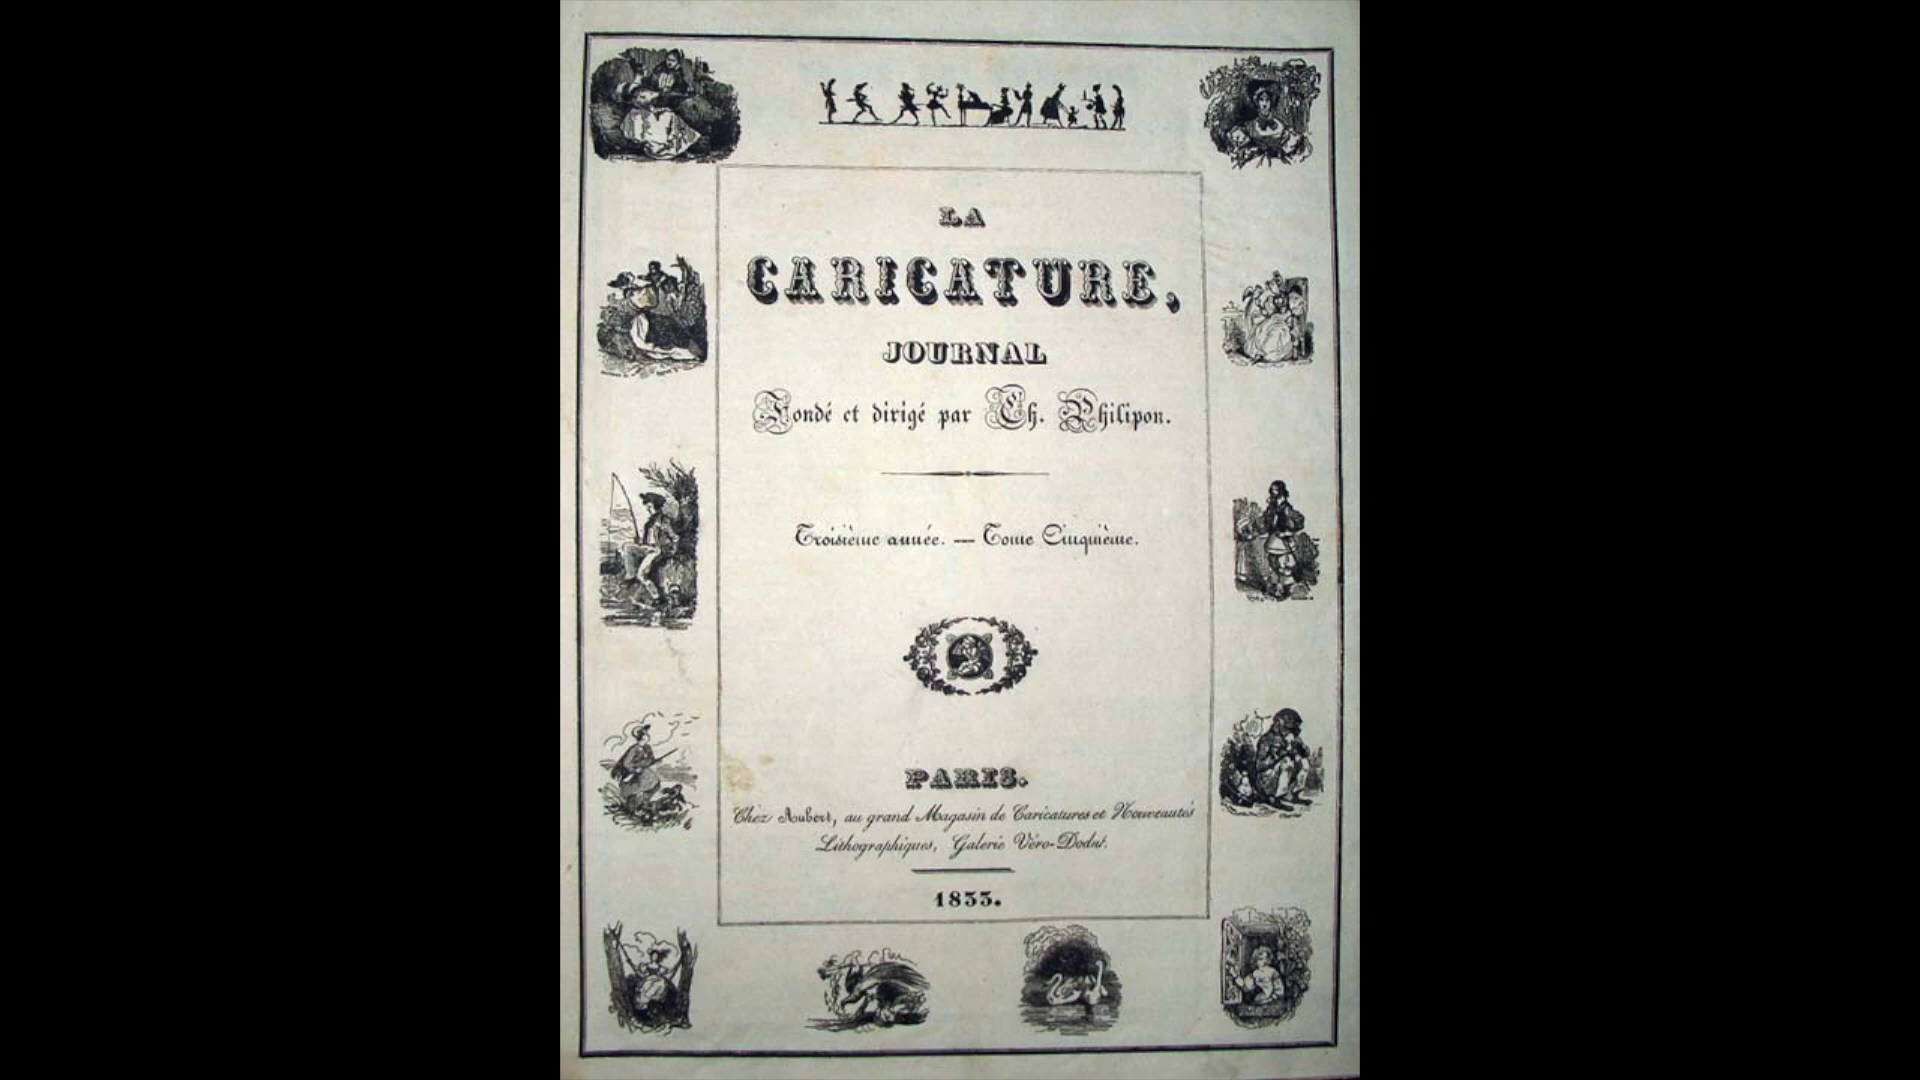 LA
CARICATURE,
JOURNAL
Fondé et dirigé par Ch. Philipon.
Troisième année. — Tome Cinquième.
PARIS.
Chez Aubert, au grand Magasin de Caricatures et Nouveautés
Lithographiques, Galerie Véro-Dodat.
1833.